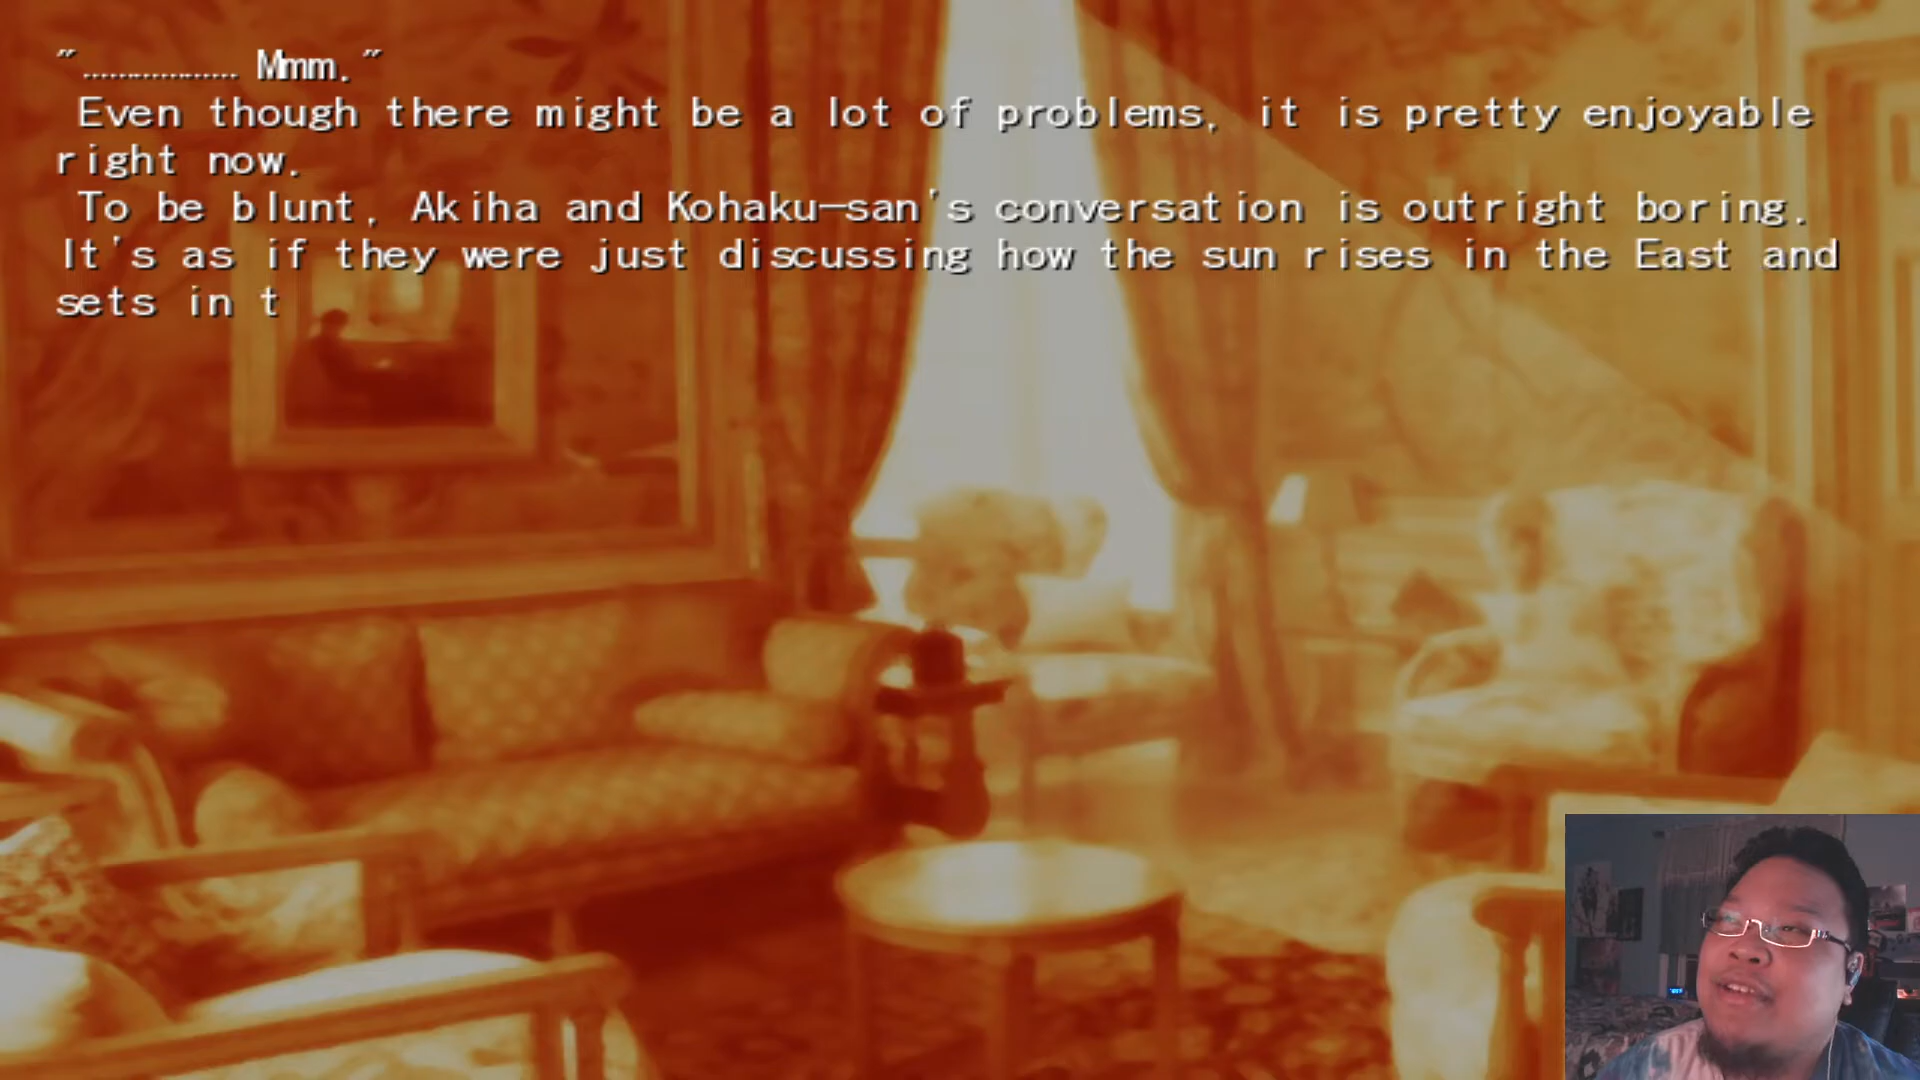 ".................. Mmm."
Even though there might be a lot of problems, it is pretty enjoyable
right now.
To be blunt, Akiha and Kohaku-san's conversation is outright boring.
It's as if they were just discussing how the sun rises in the East and
sets in t